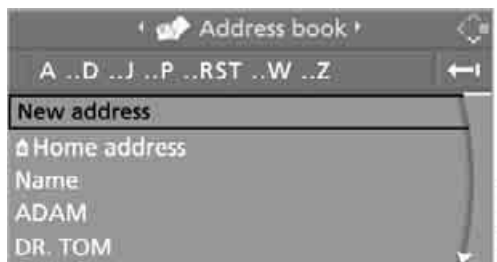 Address book
A ..D ..J ..P ..RST ..W ..Z
New address
Home address
Name
ADAM
DR. TOM